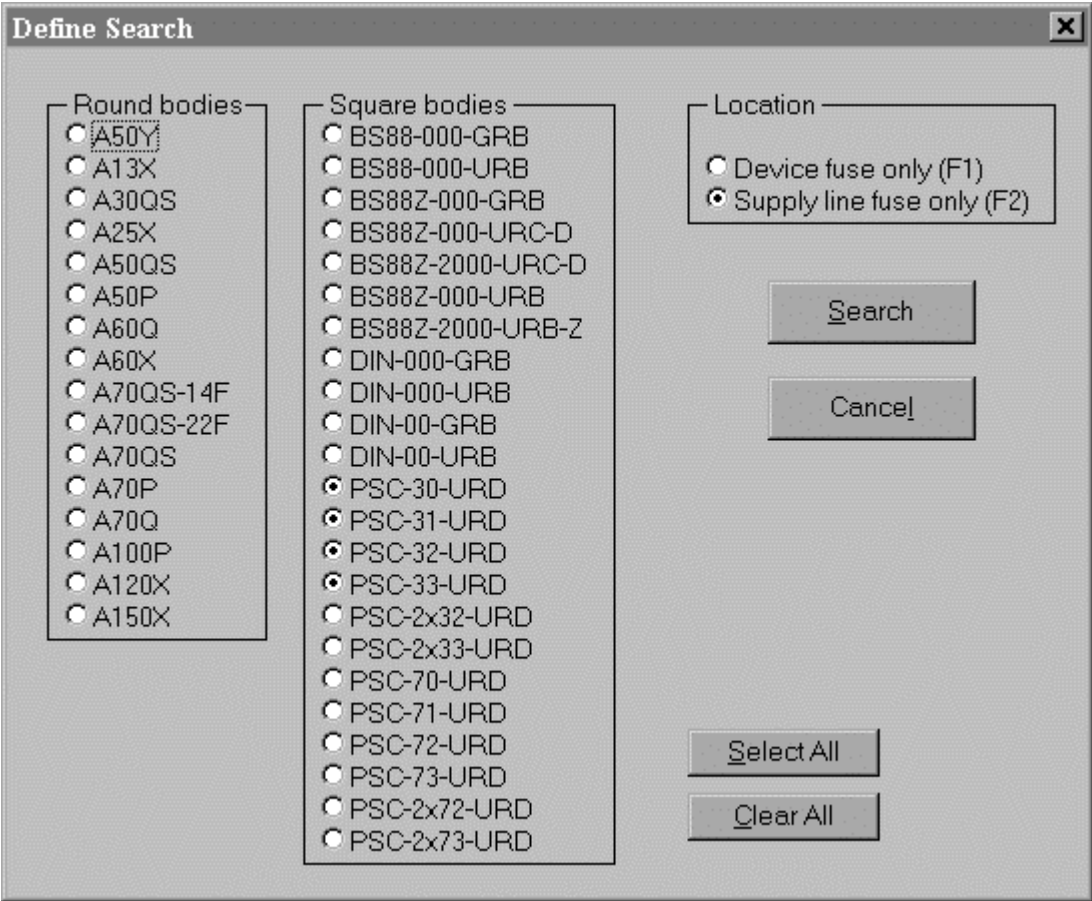 Define Search
Round bodies
A50Y
A13X
A30QS
A25X
A50QS
A50P
A60Q
A60X
A70QS-14F
A70QS-22F
A70QS
A70P
A70Q
A100P
A120X
A150X
Square bodies
BS88-000-GRB
BS88-000-URB
BS88Z-000-GRB
BS88Z-000-URC-D
BS88Z-2000-URC-D
BS88Z-000-URB
BS88Z-2000-URB-Z
DIN-000-GRB
DIN-000-URB
DIN-00-GRB
DIN-00-URB
PSC-30-URD
PSC-31-URD
PSC-32-URD
PSC-33-URD
PSC-2x32-URD
PSC-2x33-URD
PSC-70-URD
PSC-71-URD
PSC-72-URD
PSC-73-URD
PSC-2x72-URD
PSC-2x73-URD
Location
Device fuse only (F1)
Supply line fuse only (F2)
Search
Cancel
Select All
Clear All